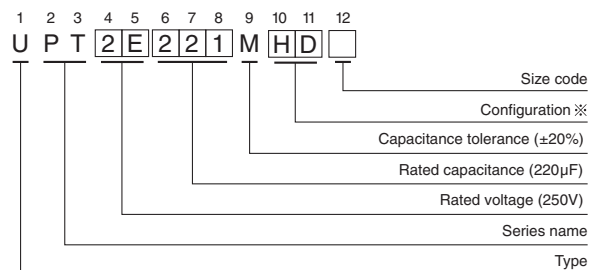 1 2 3 4 5 6 7 8 9 10 11 12
U P T 2 E 2 2 1 M H D
Size code
Configuration ※
Capacitance tolerance (±20%)
Rated capacitance (220µF)
Rated voltage (250V)
Series name
Type